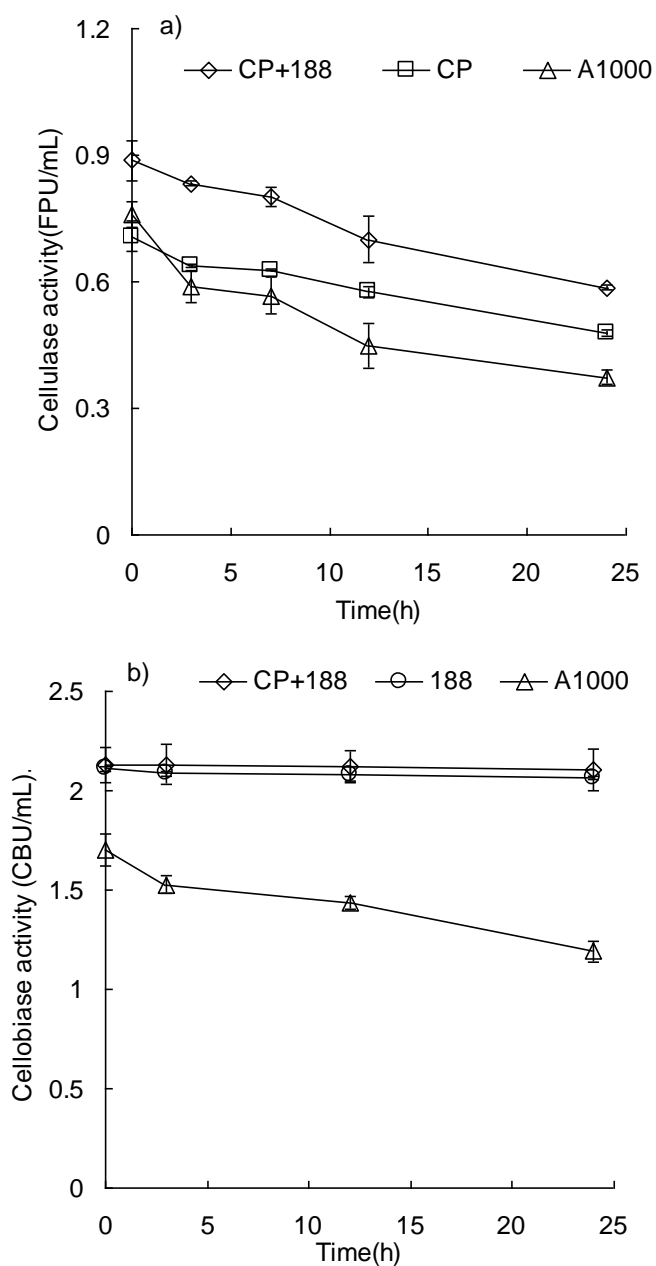 a)
CP+188 CP A1000
1.2
0.9
0.6
0.3
0
Cellulase activity(FPU/mL)
0 5 10 15 20 25
Time(h)
b)
CP+188 188 A1000
2.5
2
1.5
1
0.5
0
Cellobiase activity (CBU/mL).
0 5 10 15 20 25
Time(h)